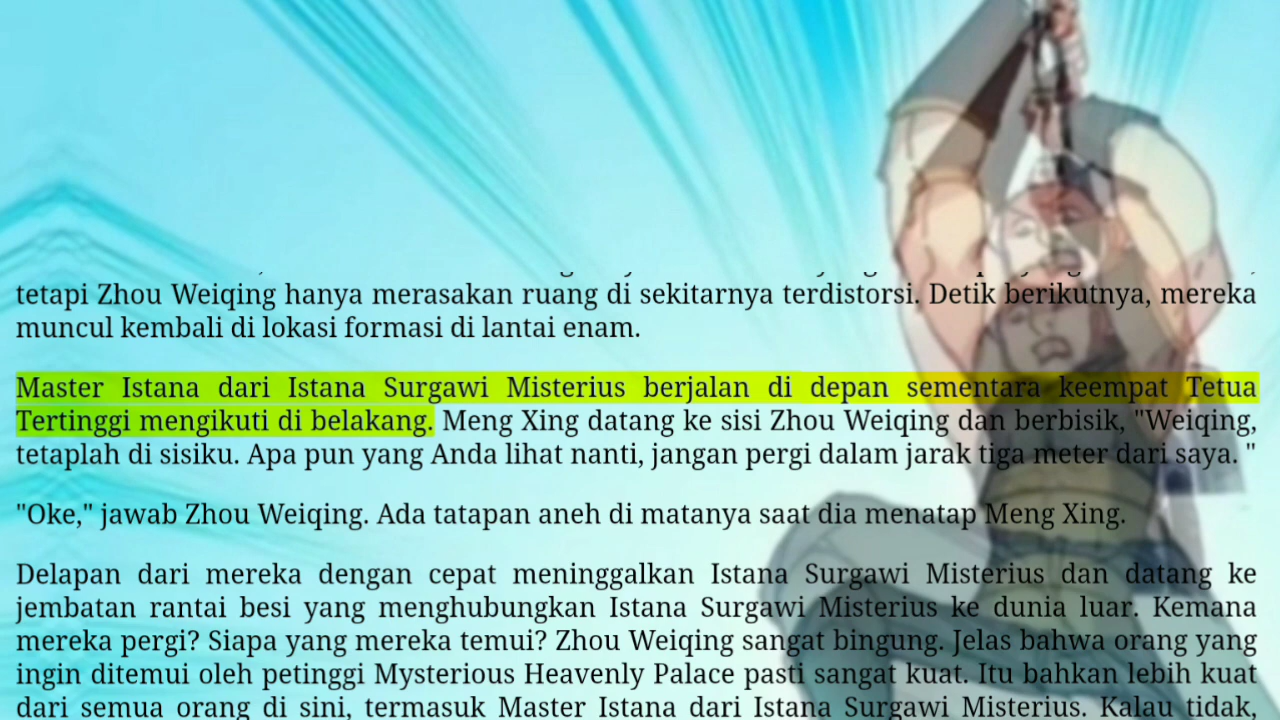 tetapi Zhou Weiqing hanya merasakan ruang di sekitarnya terdistorsi. Detik berikutnya, mereka
muncul kembali di lokasi formasi di lantai enam.
Master Istana dari Istana Surgawi Misterius berjalan di depan sementara keempat Tetua
Tertinggi mengikuti di belakang. Meng Xing datang ke sisi Zhou Weiqing dan berbisik, "Weiqing,
tetaplah di sisiku. Apa pun yang Anda lihat nanti, jangan pergi dalam jarak tiga meter dari saya. "
"Oke," jawab Zhou Weiqing. Ada tatapan aneh di matanya saat dia menatap Meng Xing.
Delapan dari mereka dengan cepat meninggalkan Istana Surgawi Misterius dan datang ke
jembatan rantai besi yang menghubungkan Istana Surgawi Misterius ke dunia luar. Kemana
mereka pergi? Siapa yang mereka temui? Zhou Weiqing sangat bingung. Jelas bahwa orang yang
ingin ditemui oleh petinggi Mysterious Heavenly Palace pasti sangat kuat. Itu bahkan lebih kuat
dari semua orang di sini, termasuk Master Istana dari Istana Surgawi Misterius. Kalau tidak,